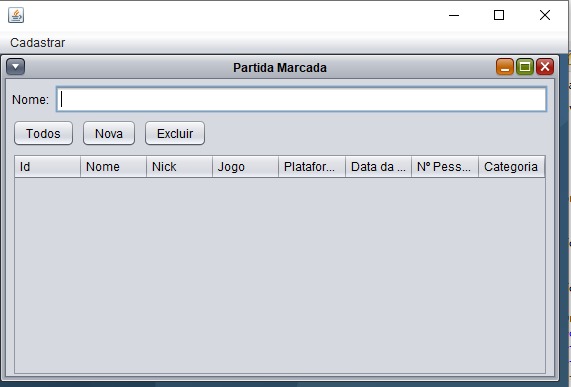 Cadastrar
Partida Marcada
Nome:
Todos Nova Excluir
Id Nome Nick Jogo Platafor... Data da ... Nº Pess... Categoria